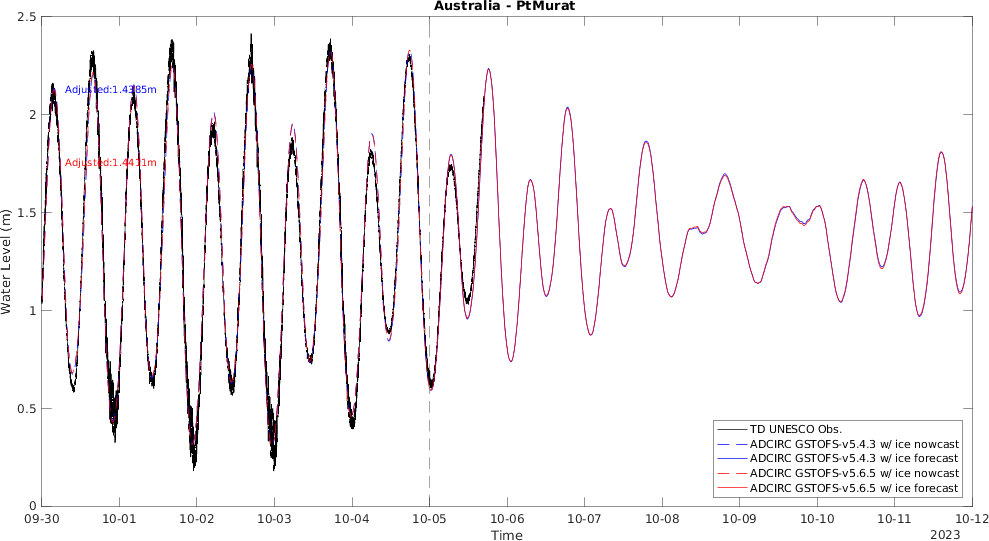 Australia - PtMurat
2.5
2
1.5
1
0.5
0
Water Level (m)
Adjusted:1.4385m
Adjusted:1.4411m
TD UNESCO Obs.
ADCIRC GSTOFS-v5.4.3 w/ ice nowcast
ADCIRC GSTOFS-v5.4.3 w/ ice forecast
ADCIRC GSTOFS-v5.6.5 w/ ice nowcast
ADCIRC GSTOFS-v5.6.5 w/ ice forecast
09-30 10-01 10-02 10-03 10-04 10-05 10-06 10-07 10-08 10-09 10-10 10-11 10-12
Time
2023